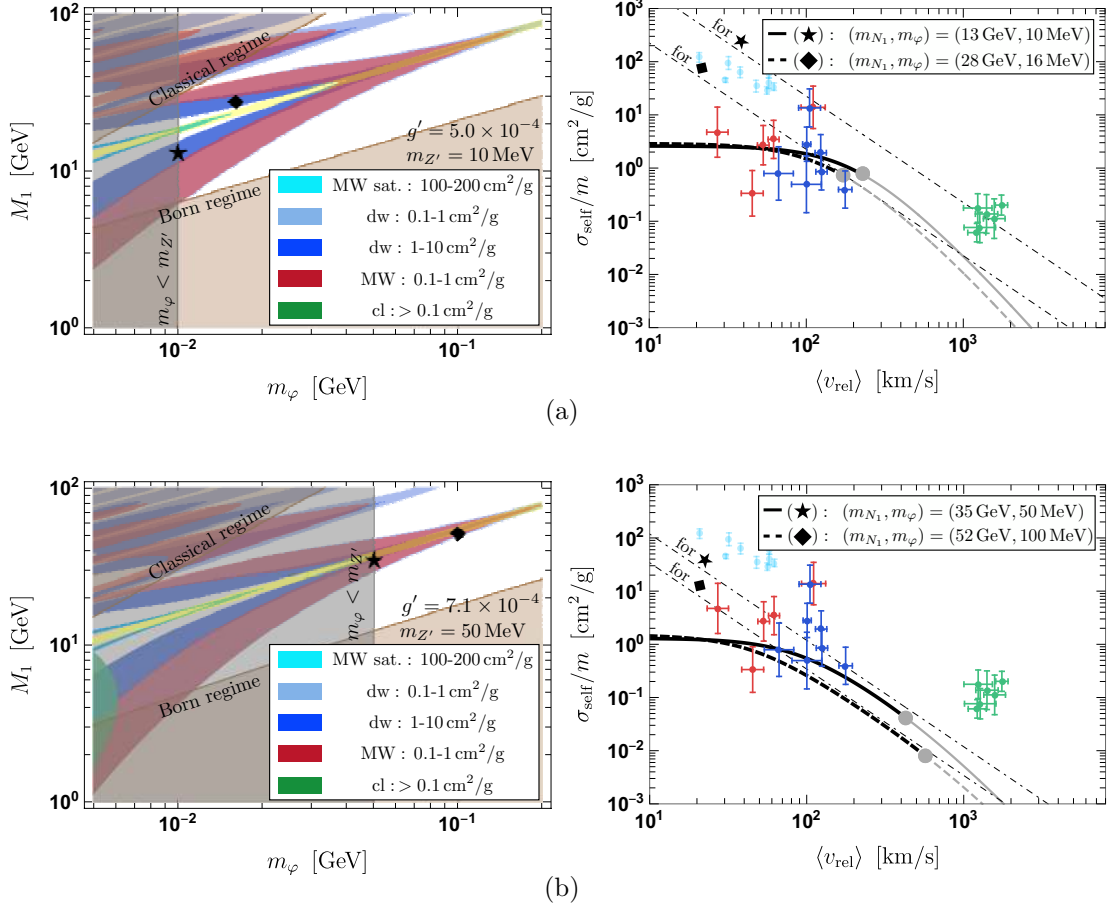 10²
Classical regime
10¹
g′ = 5.0 × 10⁻⁴
m_Z′ = 10 MeV
M₁ [GeV]
Born regime
m_φ < m_Z′
MW sat. : 100-200 cm²/g
dw : 0.1-1 cm²/g
dw : 1-10 cm²/g
MW : 0.1-1 cm²/g
cl : > 0.1 cm²/g
10⁰
10⁻² 10⁻¹
m_φ [GeV]
10³
10²
10¹
10⁰
10⁻¹
10⁻²
10⁻³
σ_self/m [cm²/g]
for ★
for ◆
(★) : (m_N₁, m_φ) = (13 GeV, 10 MeV)
(◆) : (m_N₁, m_φ) = (28 GeV, 16 MeV)
10¹ 10² 10³
⟨v_rel⟩ [km/s]
(a)
10²
Classical regime
10¹
m_φ < m_Z′
g′ = 7.1 × 10⁻⁴
m_Z′ = 50 MeV
M₁ [GeV]
Born regime
MW sat. : 100-200 cm²/g
dw : 0.1-1 cm²/g
dw : 1-10 cm²/g
MW : 0.1-1 cm²/g
cl : > 0.1 cm²/g
10⁰
10⁻² 10⁻¹
m_φ [GeV]
10³
10²
10¹
10⁰
10⁻¹
10⁻²
10⁻³
σ_self/m [cm²/g]
for ★
for ◆
(★) : (m_N₁, m_φ) = (35 GeV, 50 MeV)
(◆) : (m_N₁, m_φ) = (52 GeV, 100 MeV)
10¹ 10² 10³
⟨v_rel⟩ [km/s]
(b)